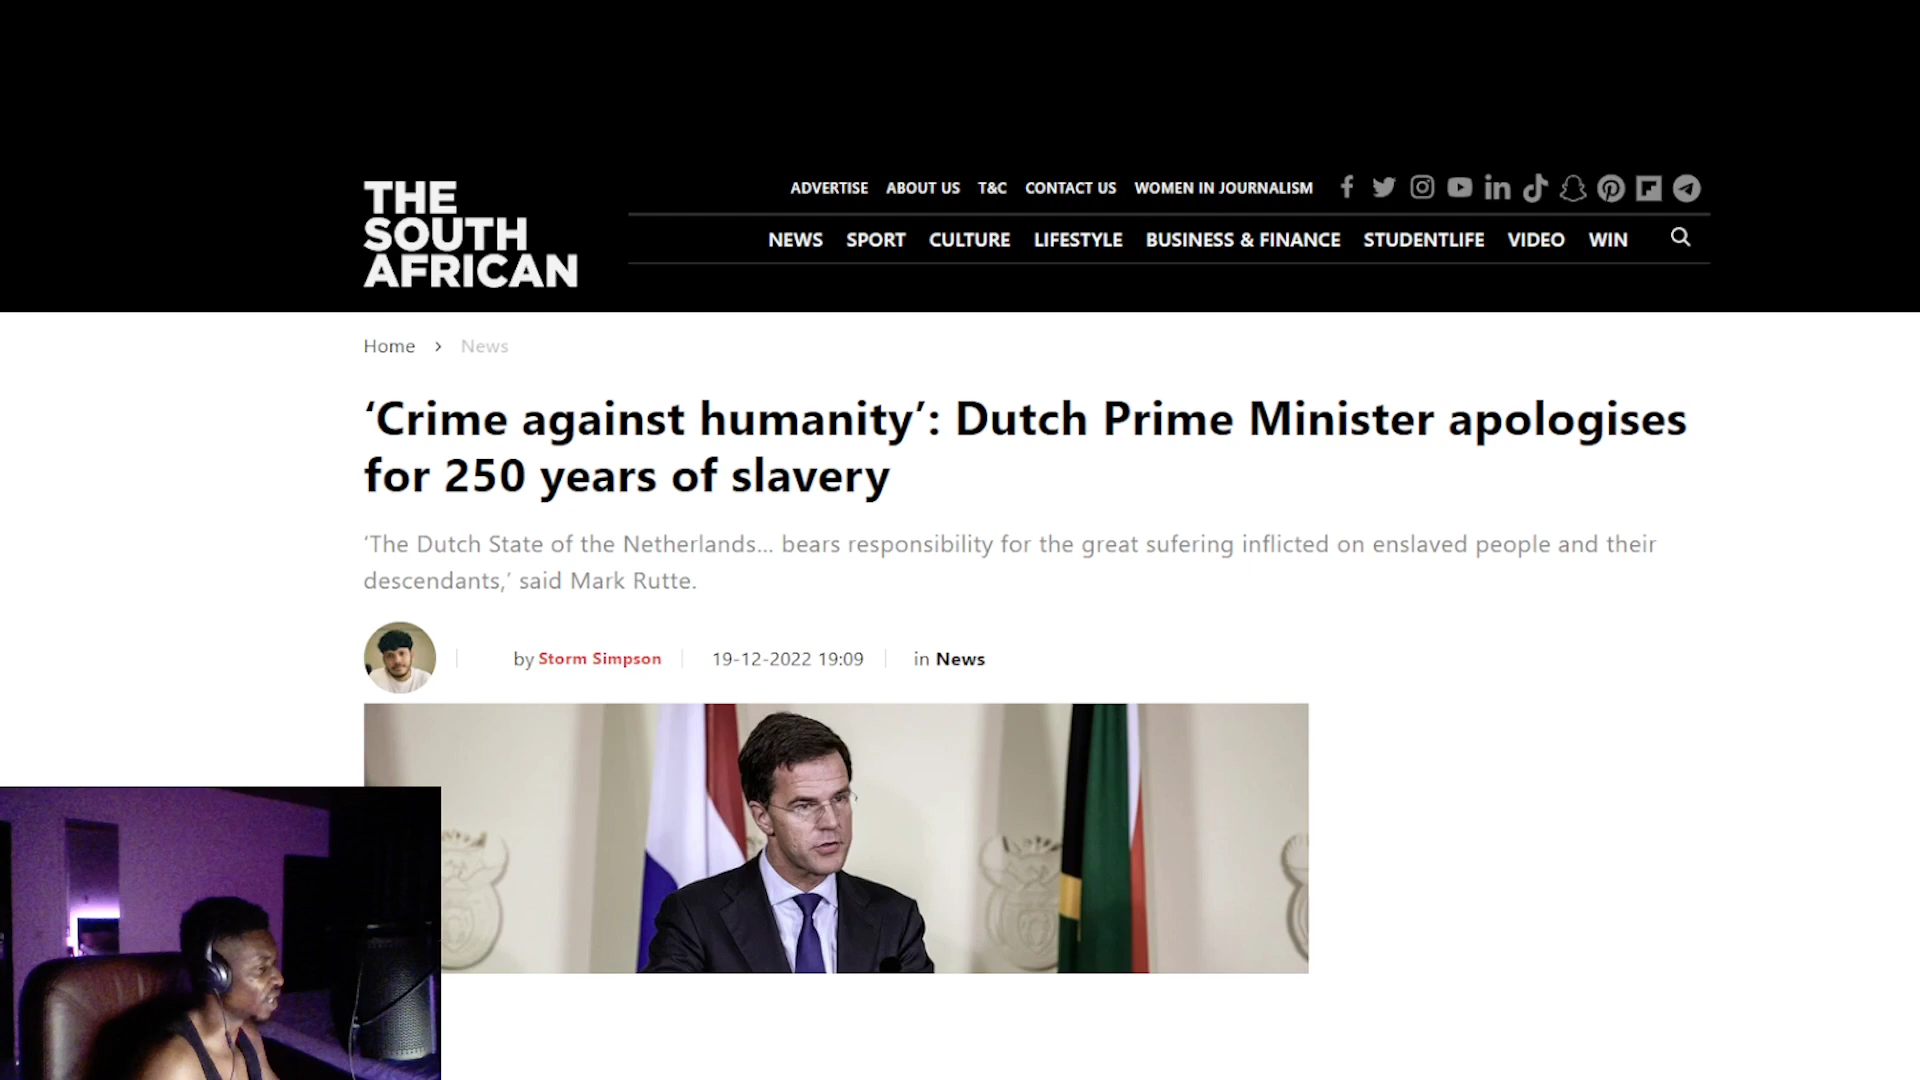 THE
SOUTH
AFRICAN
ADVERTISE ABOUT US T&C CONTACT US WOMEN IN JOURNALISM
NEWS SPORT CULTURE LIFESTYLE BUSINESS & FINANCE STUDENTLIFE VIDEO WIN
Home > News
‘Crime against humanity’: Dutch Prime Minister apologises
for 250 years of slavery
‘The Dutch State of the Netherlands... bears responsibility for the great sufering inflicted on enslaved people and their
descendants,’ said Mark Rutte.
by Storm Simpson 19-12-2022 19:09 in News